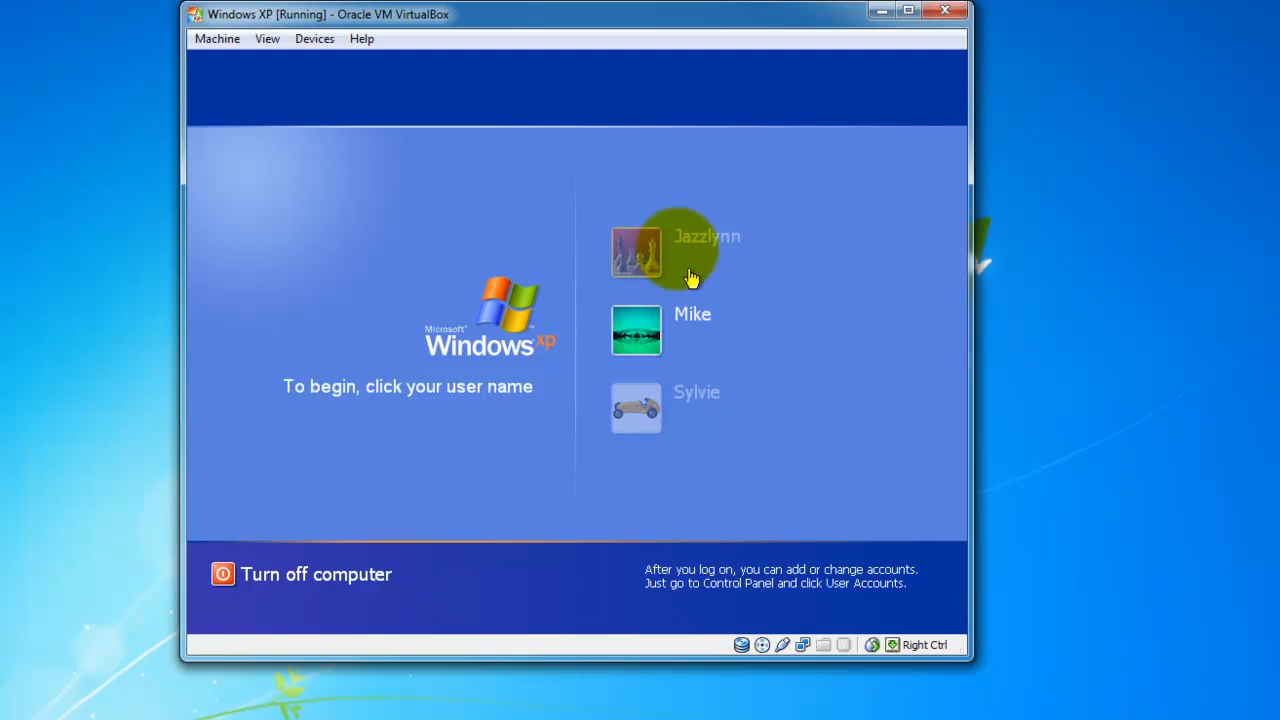 Windows XP [Running] - Oracle VM VirtualBox
Machine View Devices Help
Jazzlynn
Mike
Microsoft®
Windows xp
To begin, click your user name
Sylvie
Turn off computer
After you log on, you can add or change accounts.
Just go to Control Panel and click User Accounts.
Right Ctrl